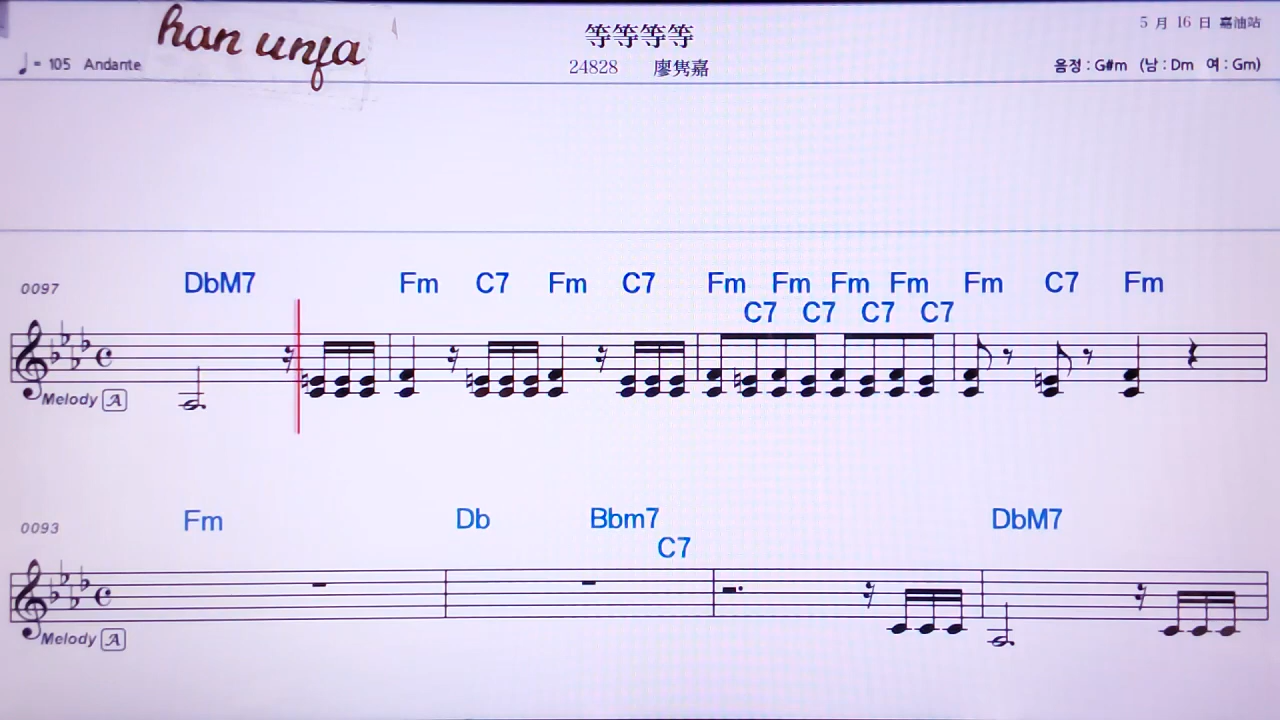 han unfa
等等等等
5 月 16 日 嘉油站
♩ = 105 Andante
24828 廖隽嘉
음정 : G#m (남 : Dm 여 : Gm)
0097 DbM7 Fm C7 Fm C7 Fm Fm Fm Fm Fm C7 Fm
C7 C7 C7 C7
Melody A
0093 Fm Db Bbm7 DbM7
C7
Melody A